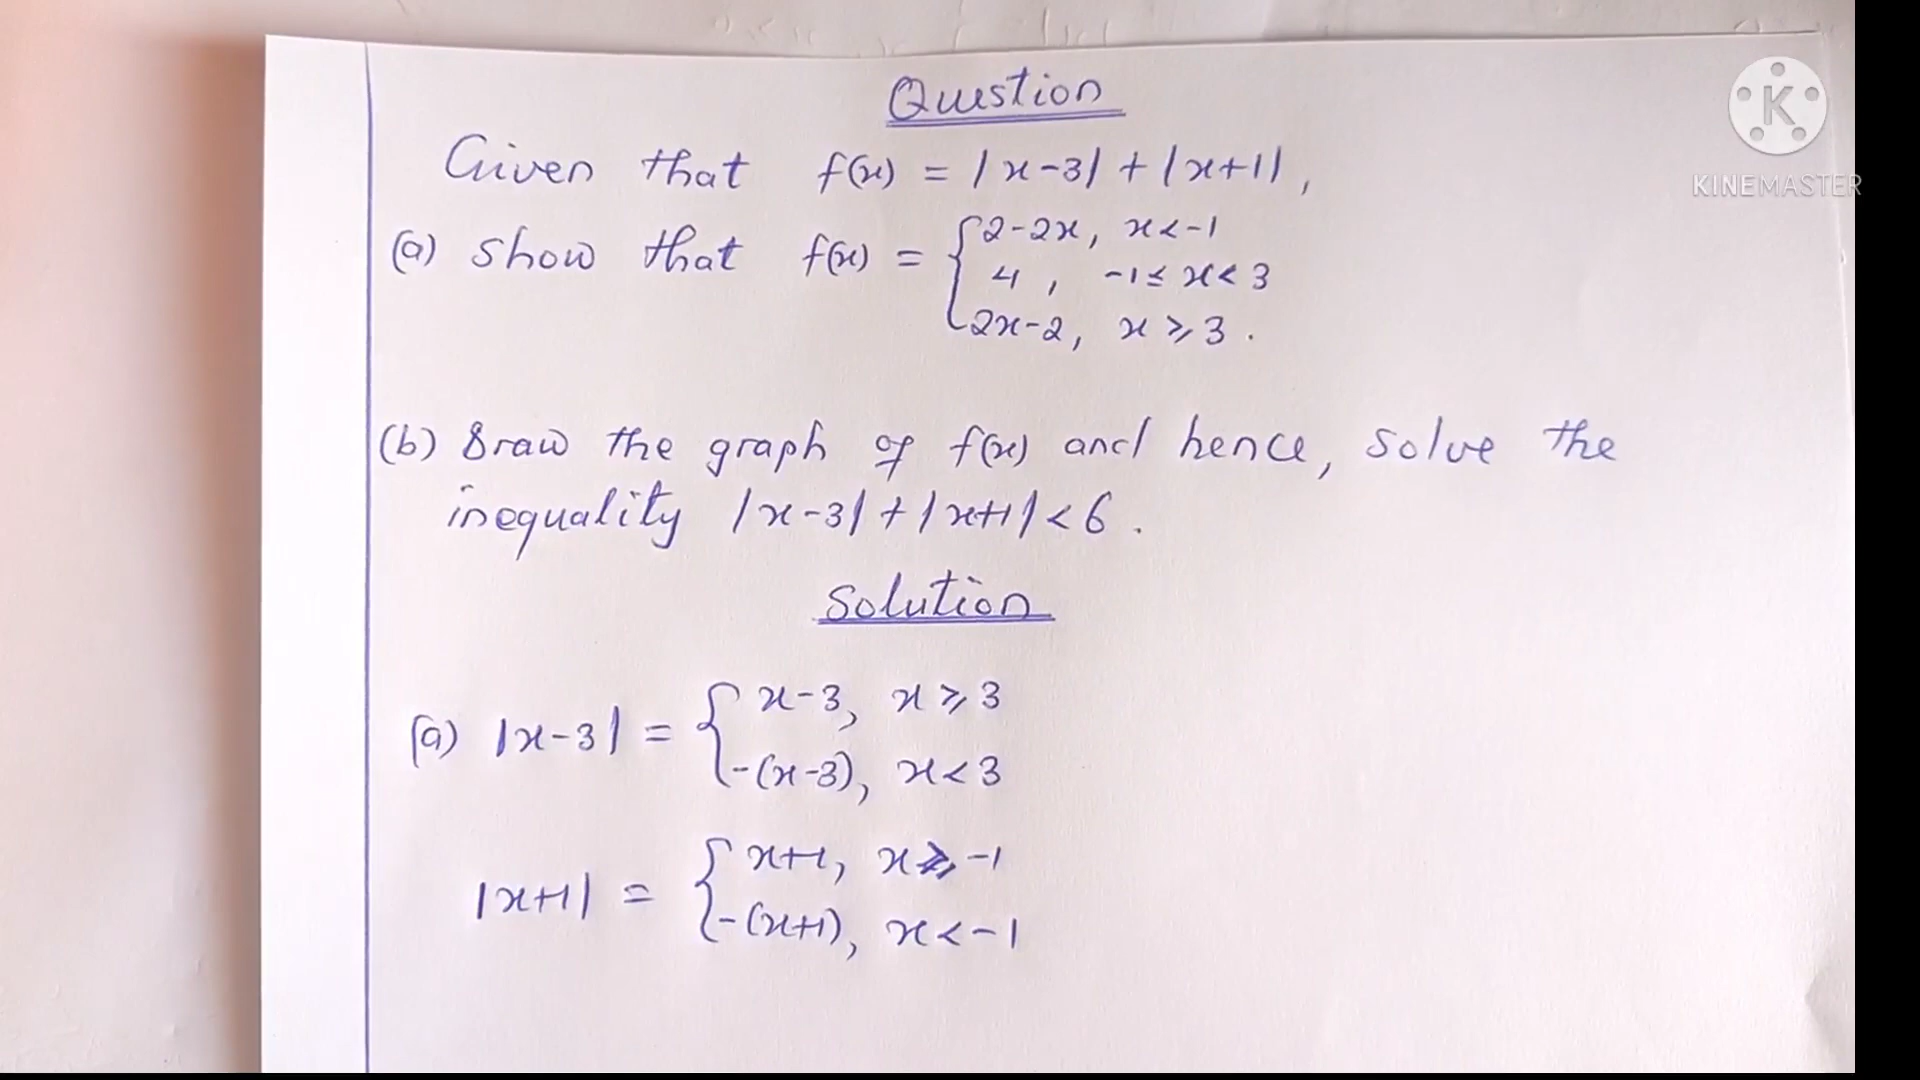 Question
Given that f(x) = |x-3| + |x+1|,
(a) show that f(x) = { 2-2x, x < -1
4, -1 ≤ x < 3
2x-2, x ≥ 3.
(b) Draw the graph of f(x) and hence, solve the
inequality |x-3| + |x+1| < 6.
Solution
(a) |x-3| = { x-3, x ≥ 3
-(x-3), x < 3
|x+1| = { x+1, x ≥ -1
-(x+1), x < -1
K
KINEMASTER